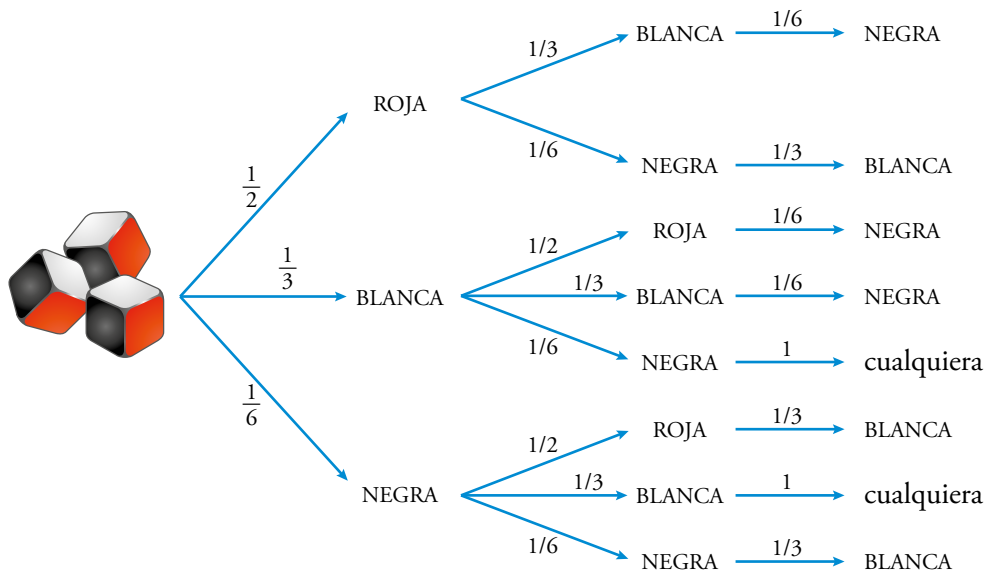 1/2
ROJA
1/3
BLANCA
1/6
NEGRA
1/6
NEGRA
1/3
BLANCA
1/3
BLANCA
1/2
ROJA
1/6
NEGRA
1/3
BLANCA
1/6
NEGRA
1/6
NEGRA
1
cualquiera
1/6
NEGRA
1/2
ROJA
1/3
BLANCA
1/3
BLANCA
1
cualquiera
1/6
NEGRA
1/3
BLANCA